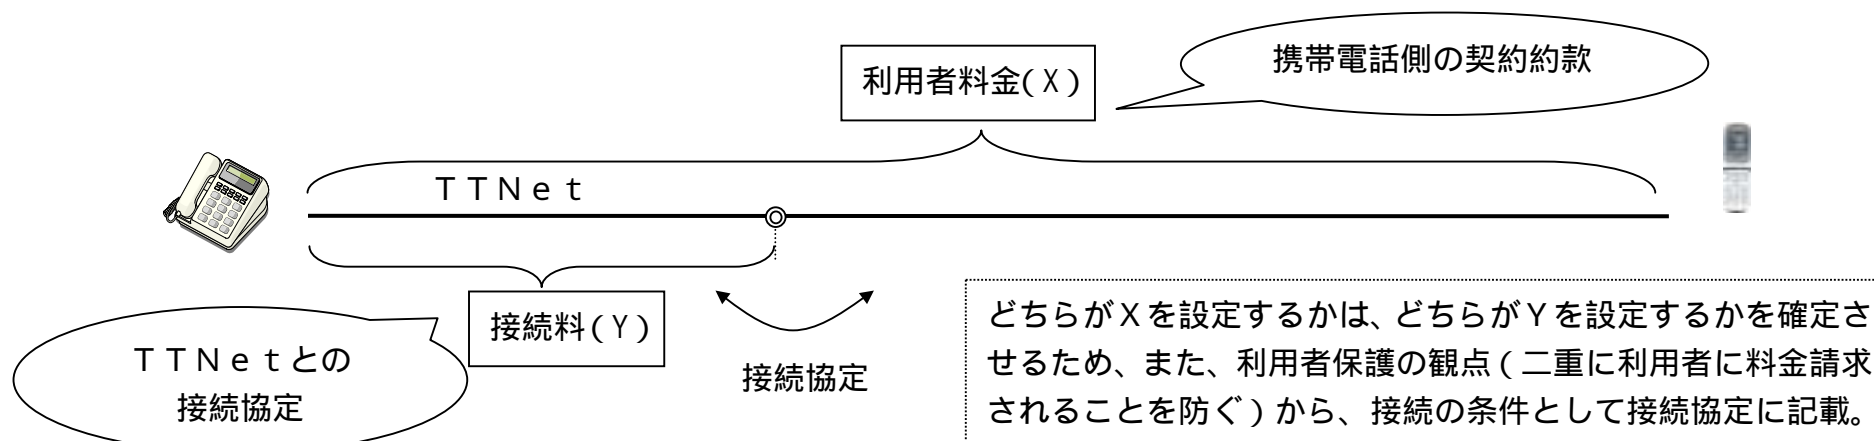 携帯電話側の契約約款
利用者料金(X)
TTNet
接続料(Y)
TTNetとの
接続協定
接続協定
どちらがXを設定するかは、どちらがYを設定するかを確定さ
せるため、また、利用者保護の観点(二重に利用者に料金請求
されることを防ぐ)から、接続の条件として接続協定に記載。